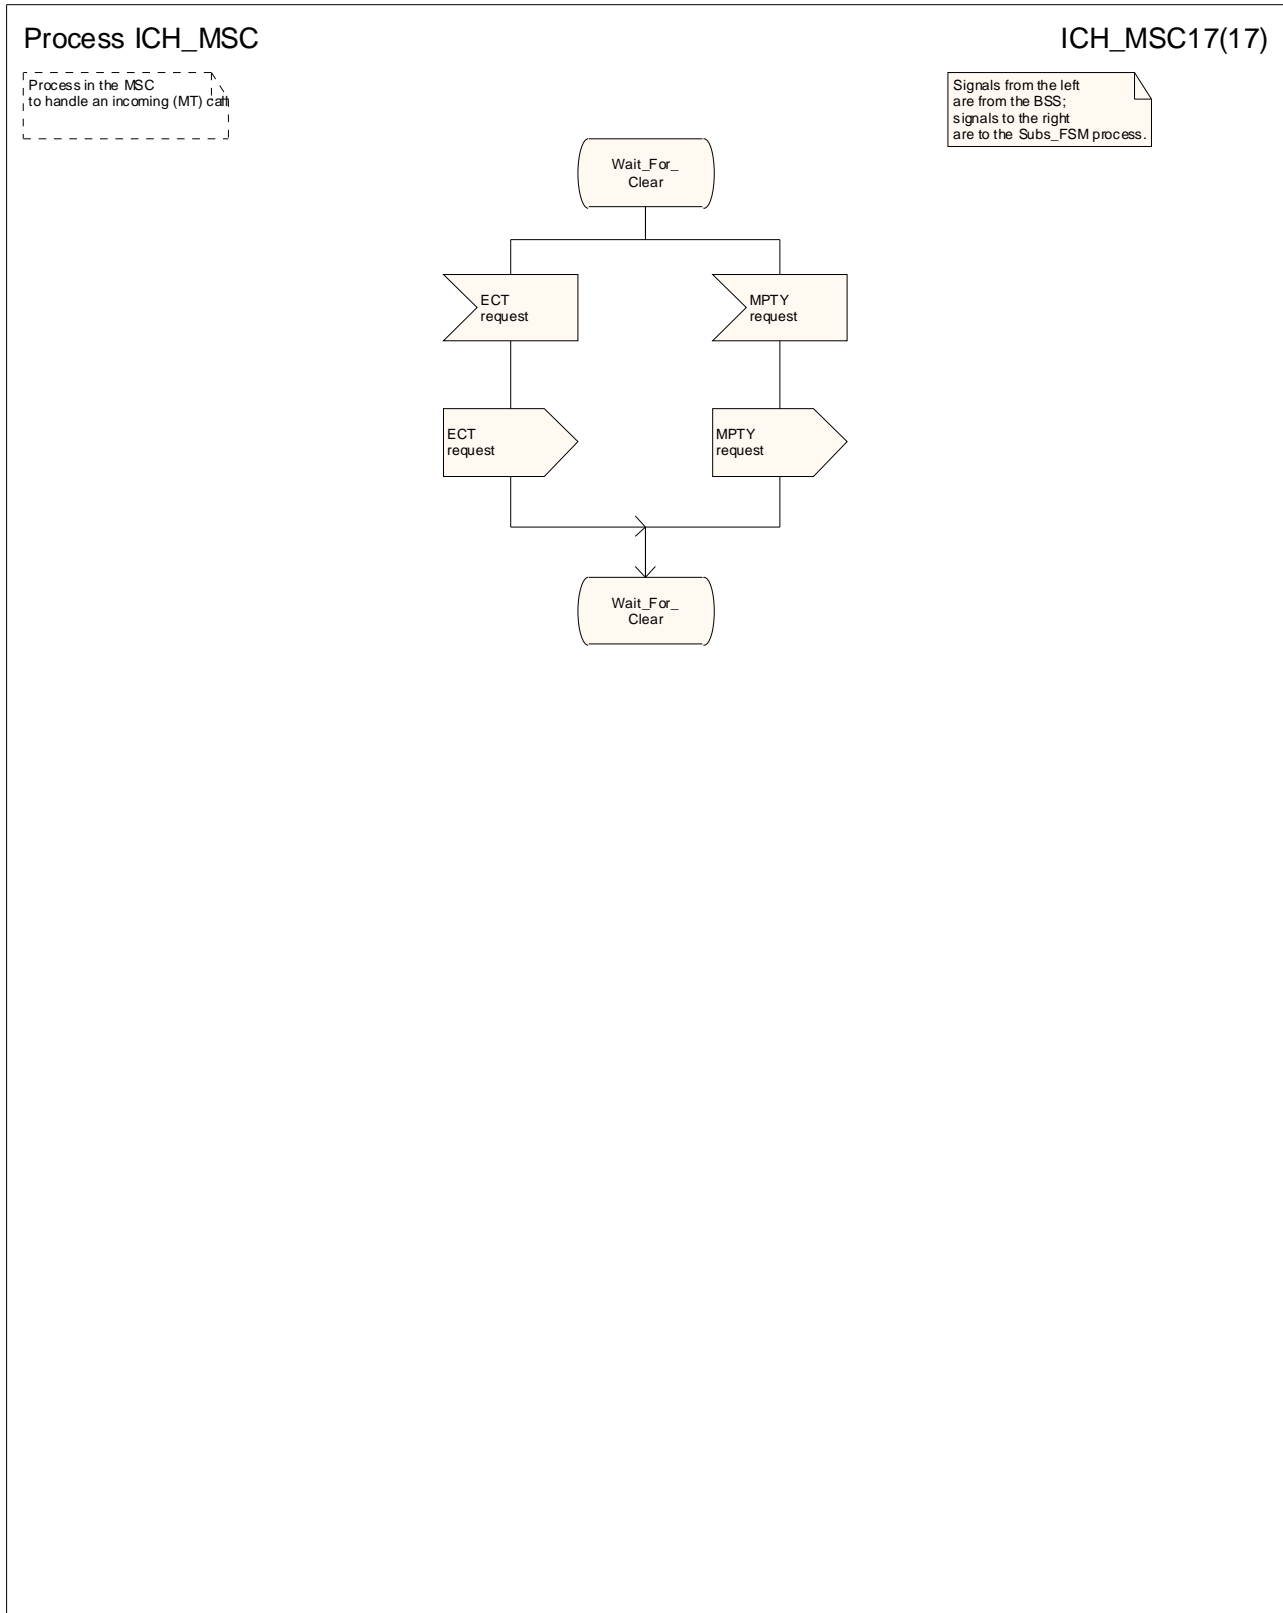 Process ICH_MSC
ICH_MSC17(17)
Process in the MSC
to handle an incoming (MT) call
Signals from the left
are from the BSS;
signals to the right
are to the Subs_FSM process.
Wait_For_
Clear
ECT
request
MPTY
request
ECT
request
MPTY
request
Wait_For_
Clear